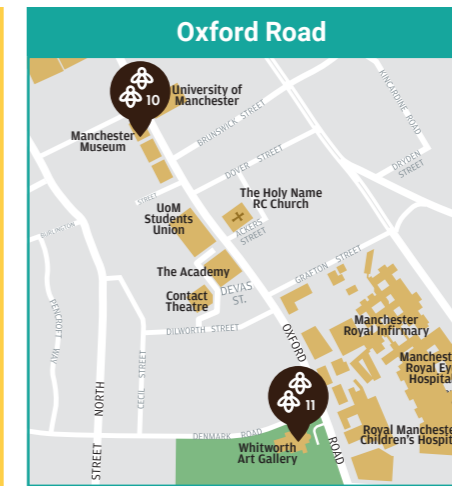 Oxford Road
10
University of
Manchester
Manchester
Museum
BRUNSWICK STREET
KINCARDINE ROAD
DRYDEN
STREET
DOVER STREET
STREET
UoM
Students
Union
The Holy Name
RC Church
ACKERS
STREET
BURLINGTON
The Academy
DEVAS
ST.
GRAFTON STREET
Contact
Theatre
DILWORTH STREET
PENCROFT WAY
CECIL STREET
OXFORD
Manchester
Royal Infirmary
Manchest
Royal Ey
Hospita
NORTH
STREET
11
DENMARK ROAD
ROAD
Whitworth
Art Gallery
Royal Manche
Children's Hospit